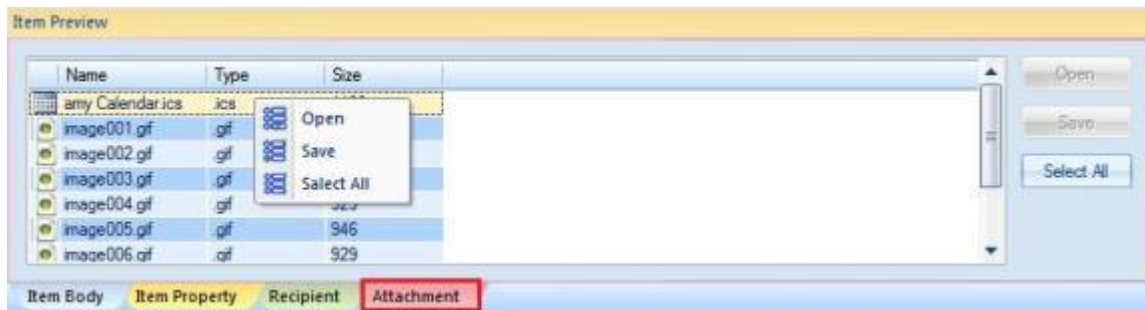 Item Preview
Name Type Size Open
amy Calendar.ics .ics
Open
image001.gif .gif Save
image002.gif .gif Save
image003.gif .gif Salect All Select All
image004.gif .gif
image005.gif .gif 946
image006.gif .gif 929
Item Body Item Property Recipient Attachment